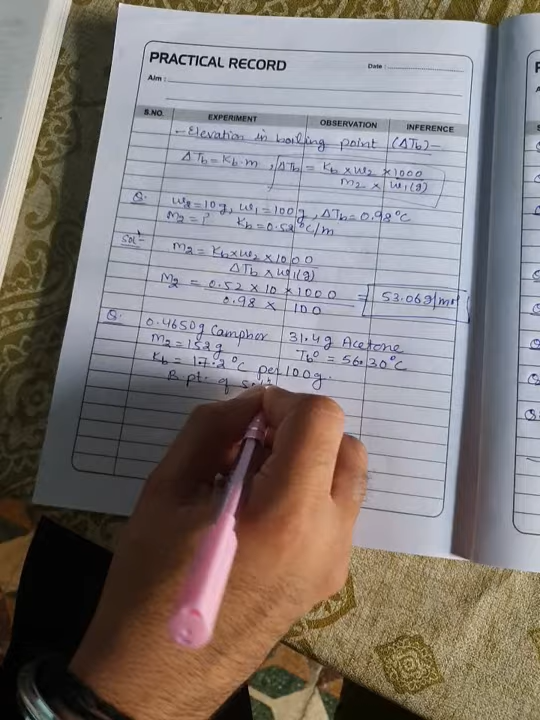 PRACTICAL RECORD
Date :
Aim :
S.NO. EXPERIMENT OBSERVATION INFERENCE
- Elevation in boiling point (ΔTb) -
ΔTb = Kb·m , ΔTb = Kb × w2 × 1000
M2 × w1(g)
Q. w2 = 10g, w1 = 100g, ΔTb = 0.98°C
M2 = ? Kb = 0.52°C/m
Sol- M2 = Kb × w2 × 1000
ΔTb × w1(g)
M2 = 0.52 × 10 × 1000 = 53.06g/mol
0.98 × 100
Q. 0.4650g Camphor 31.4g Acetone
M2 = 152g Tb° = 56.30°C
Kb = 17.2°C per 100g.
B pt. of